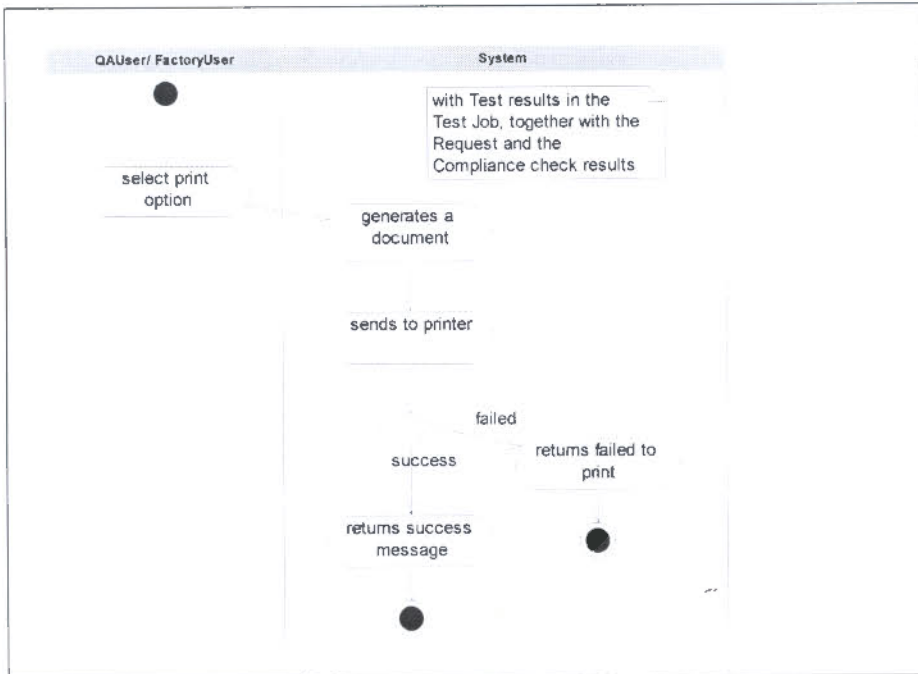 QAUser/ FactoryUser
System
with Test results in the
Test Job, together with the
Request and the
Compliance check results
select print
option
generates a
document
sends to printer
failed
success
returns failed to
print
returns success
message